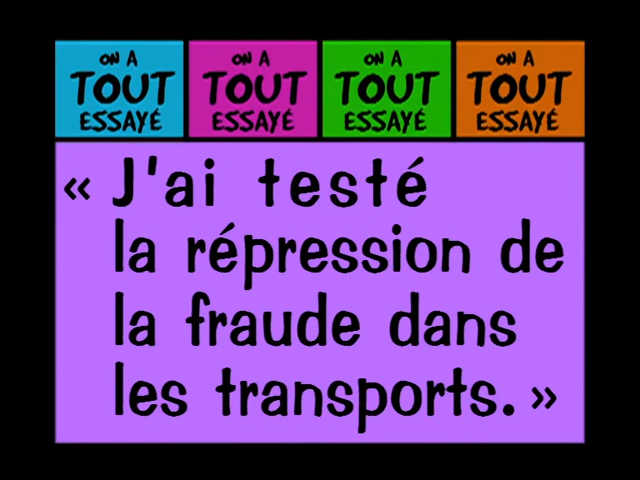 ON A TOUT ESSAYÉ
ON A TOUT ESSAYÉ
ON A TOUT ESSAYÉ
ON A TOUT ESSAYÉ
« J'ai testé
la répression de
la fraude dans
les transports. »